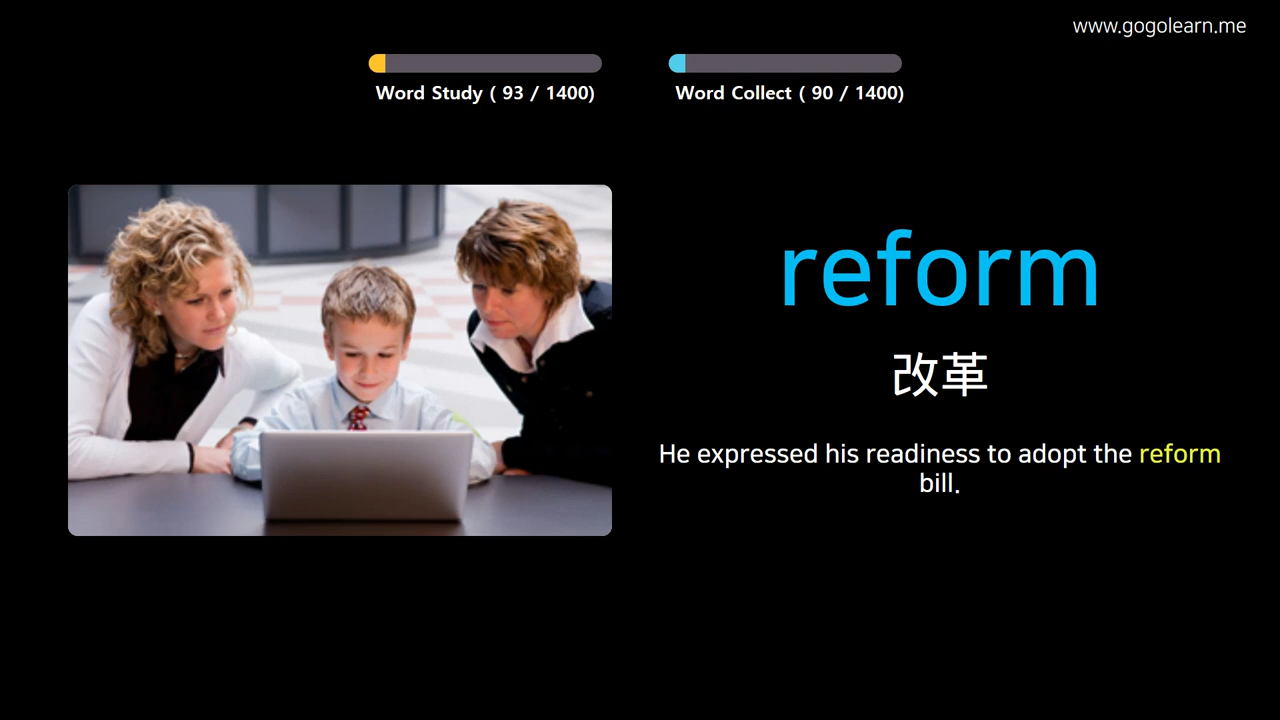 www.gogolearn.me
Word Study ( 93 / 1400)
Word Collect ( 90 / 1400)
reform
改革
He expressed his readiness to adopt the reform
bill.